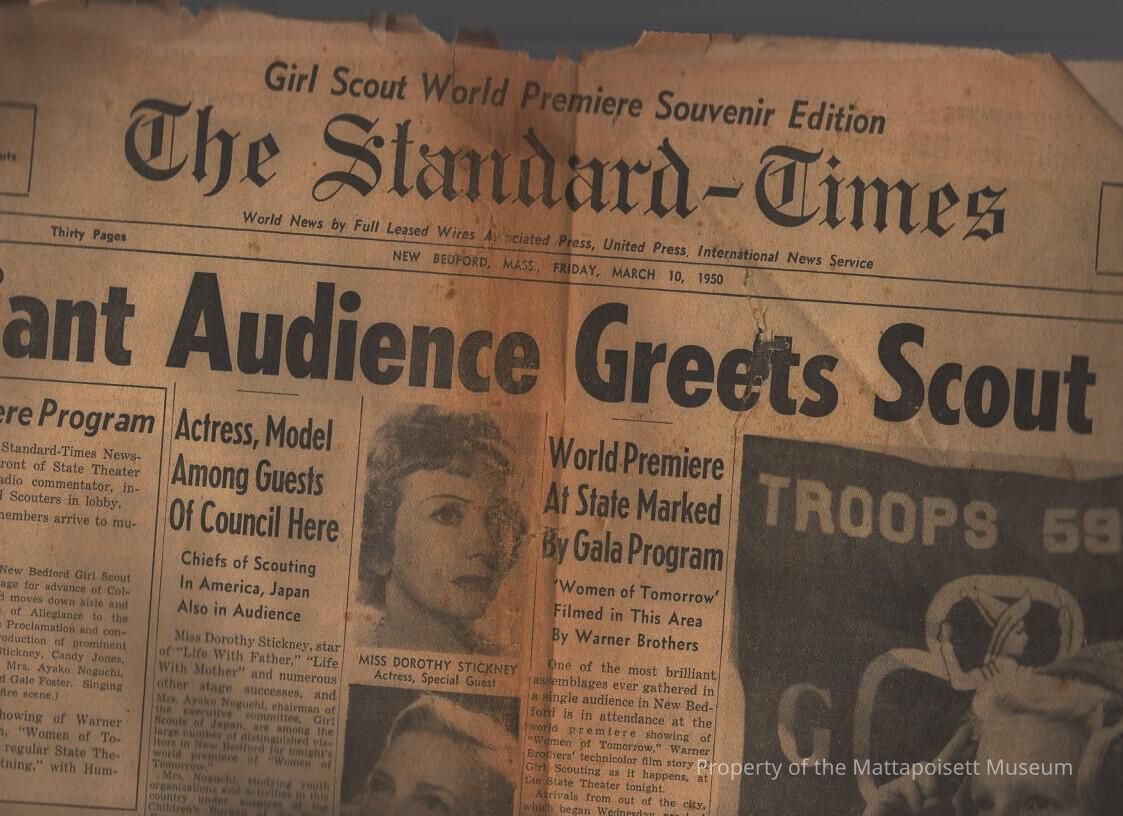 Girl Scout World Premiere Souvenir Edition
The Standard-Times
World News by Full Leased Wires Associated Press, United Press, International News Service
Thirty Pages
NEW BEDFORD, MASS., FRIDAY, MARCH 10, 1950
iant Audience Greets Scout
ere Program
Standard-Times News-
ront of State Theater
adio commentator, in-
l Scouters in lobby.
members arrive to mu-
New Bedford Girl Scout
age for advance of Col-
d moves down aisle and
of Allegiance to the
s Proclamation and con-
roduction of prominent
Stickney, Candy Jones,
Mrs. Ayako Noguchi,
d Gale Foster. Singing
fire scene.)
howing of Warner
n, "Women of To-
regular State The-
tning," with Hum-
Actress, Model
Among Guests
Of Council Here
Chiefs of Scouting
In America, Japan
Also in Audience
Miss Dorothy Stickney, star
of "Life With Father," "Life
With Mother" and numerous
other stage successes, and
Mrs. Ayako Noguchi, chairman of
the executive committee, Girl
Scouts of Japan, are among the
large number of distinguished vis-
itors in New Bedford for tonight's
world premiere of "Women of
Tomorrow."
Mrs. Noguchi, studying youth
organizations and activities in this
country under auspices of the
Children's Bureau
MISS DOROTHY STICKNEY
Actress, Special Guest
World Premiere
At State Marked
By Gala Program
'Women of Tomorrow'
Filmed in This Area
By Warner Brothers
One of the most brilliant
assemblages ever gathered in
a single audience in New Bed-
ford is in attendance at the
world premiere showing of
"Women of Tomorrow," Warner
Brothers' technicolor film story of
Girl Scouting as it happens, at
the State Theater tonight.
Arrivals from out of the city,
which began Wednesday
TROOPS 59
G
Property of the Mattapoisett Museum